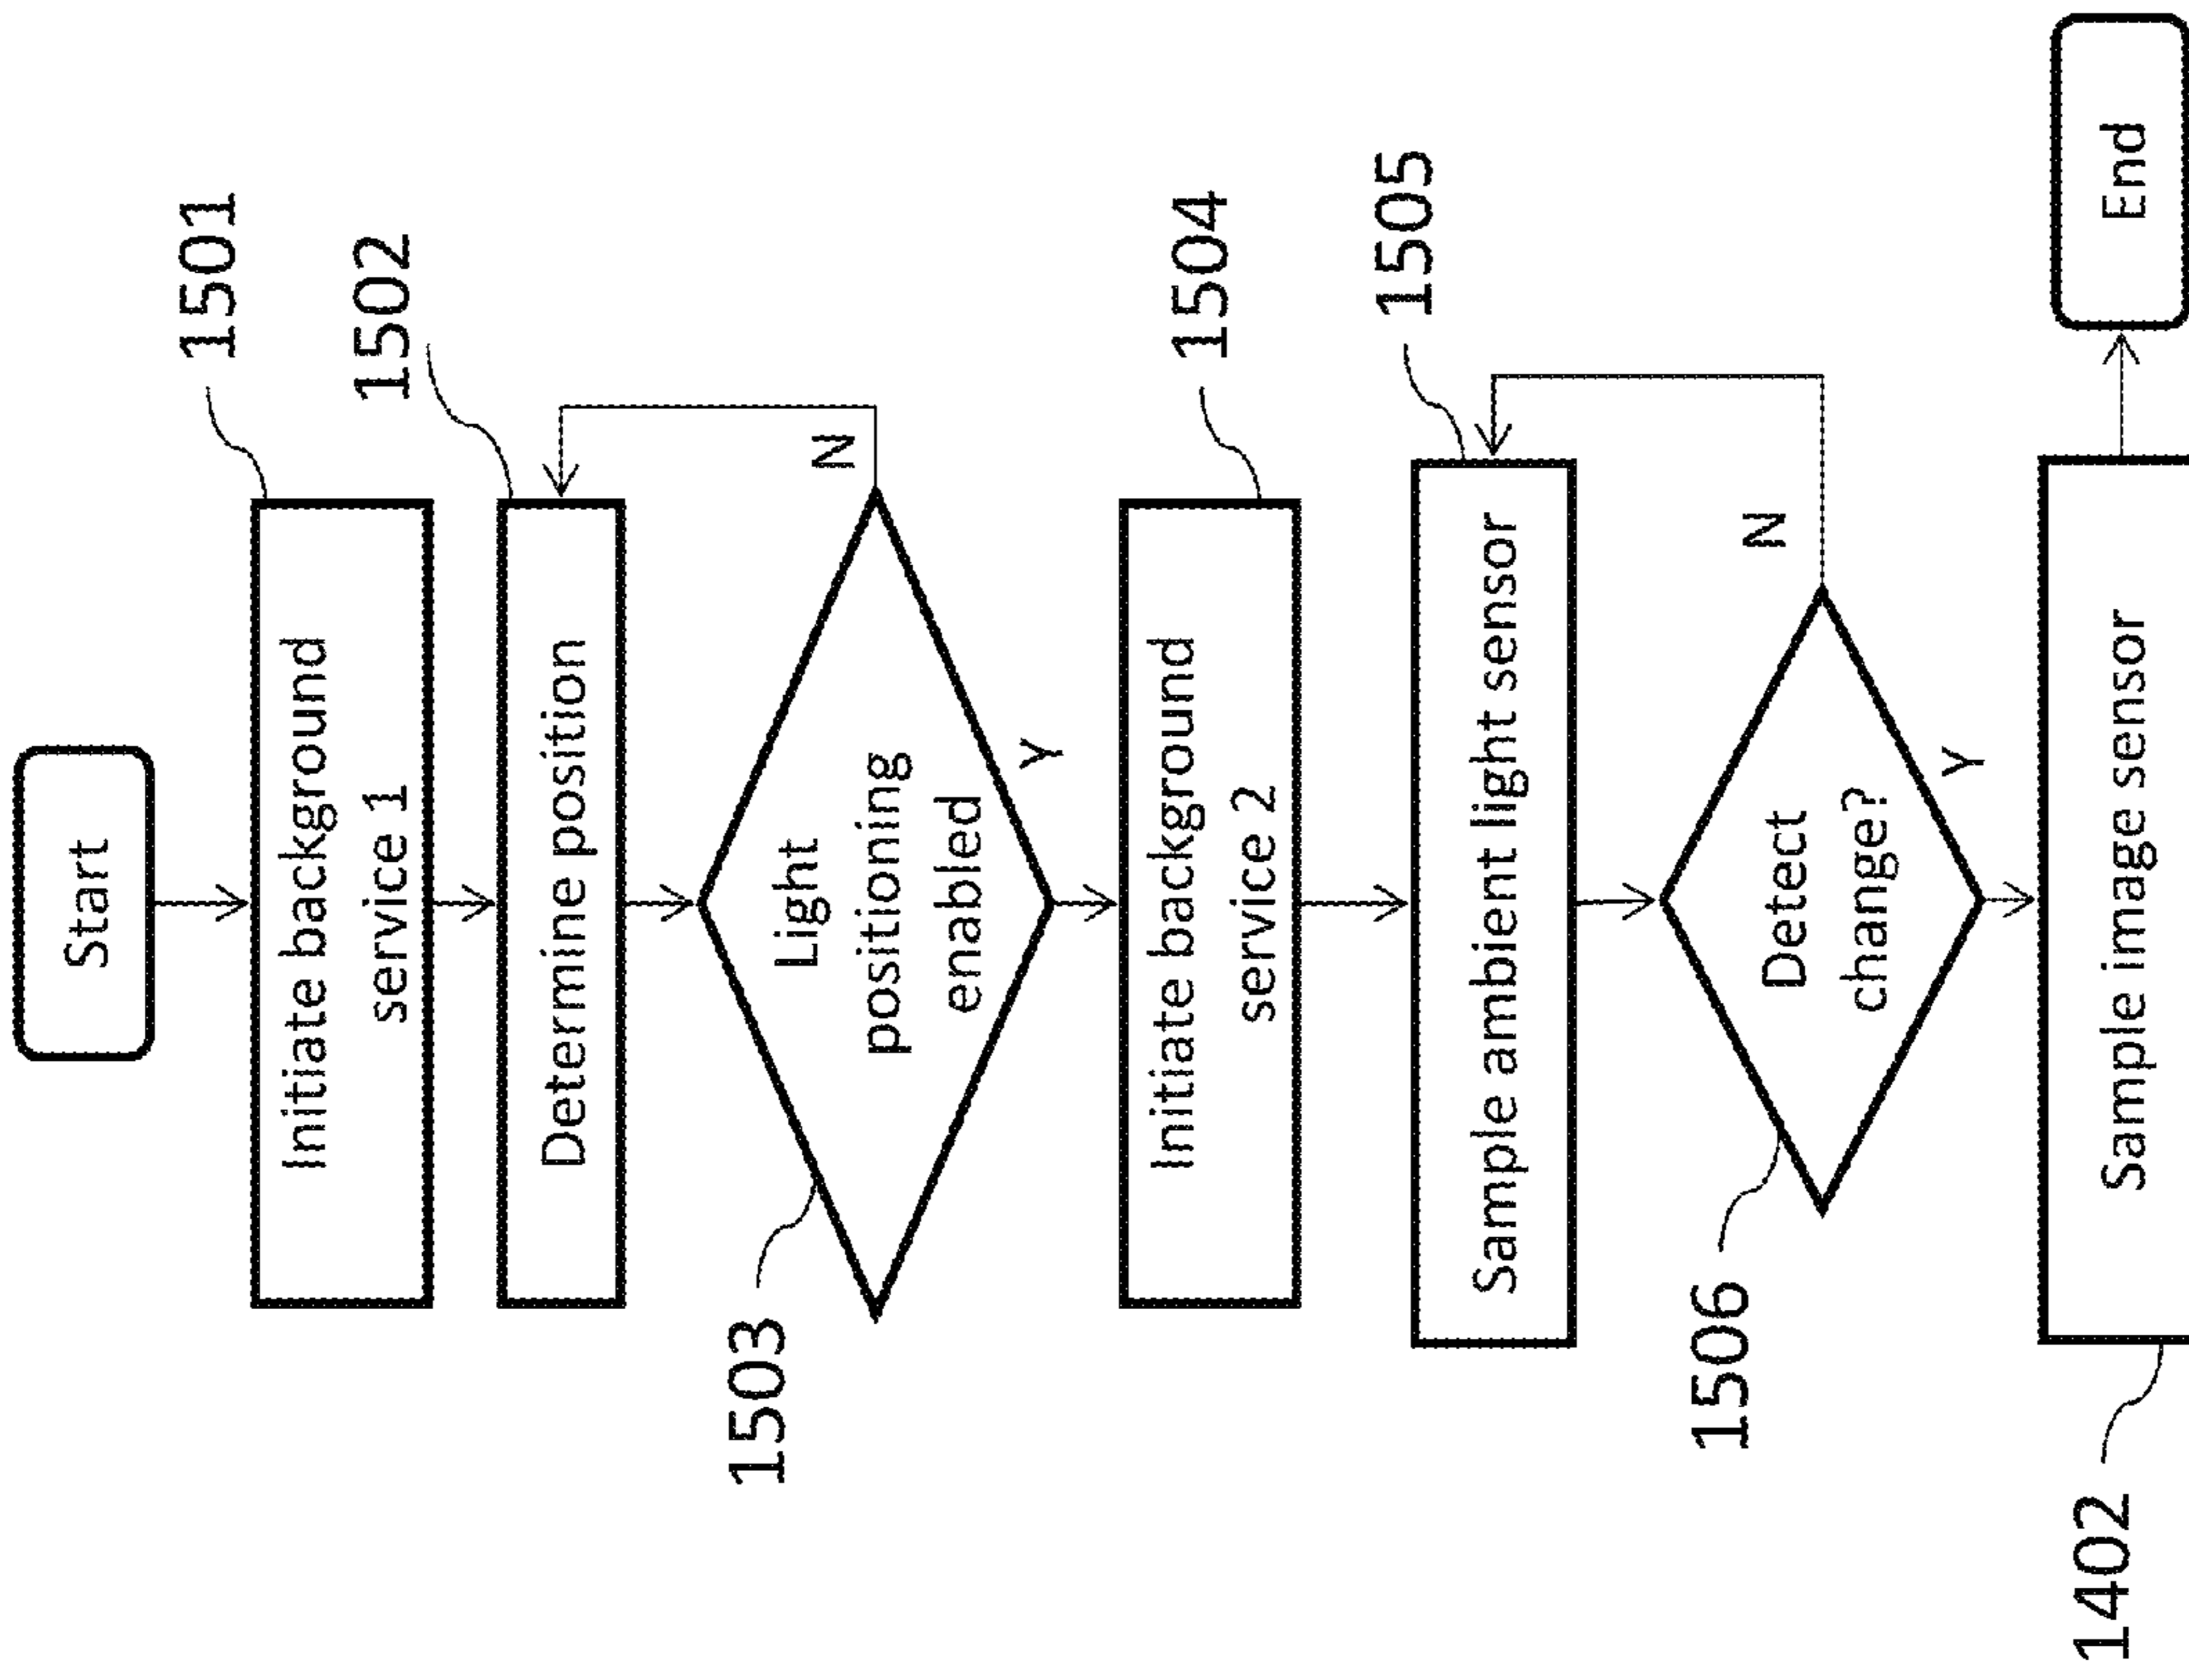 Start
1501
Initiate background
service 1
1502
Determine position
1503
Light
positioning
enabled
N
Y
1504
Initiate background
service 2
1505
Sample ambient light sensor
1506
Detect
change?
N
Y
1402
Sample image sensor
End